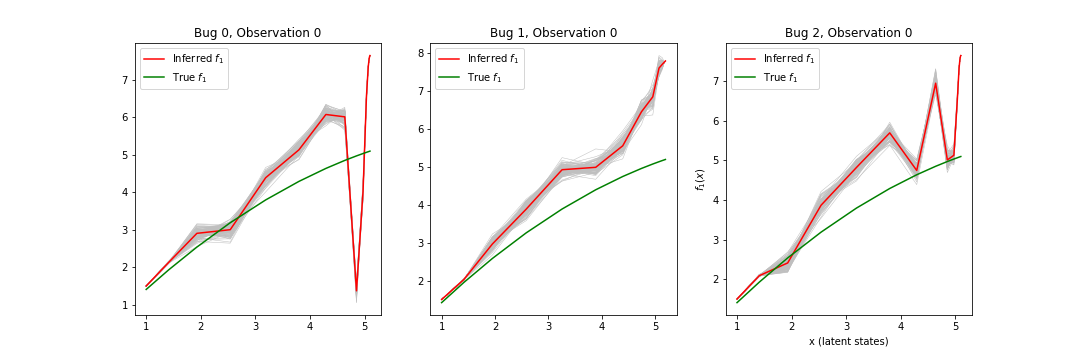 Bug 0, Observation 0
Inferred f₁
True f₁
7
6
5
4
3
2
1
1 2 3 4 5
Bug 1, Observation 0
Inferred f₁
True f₁
8
7
6
5
4
3
2
1 2 3 4 5
Bug 2, Observation 0
Inferred f₁
True f₁
f₁(x)
7
6
5
4
3
2
1 2 3 4 5
x (latent states)